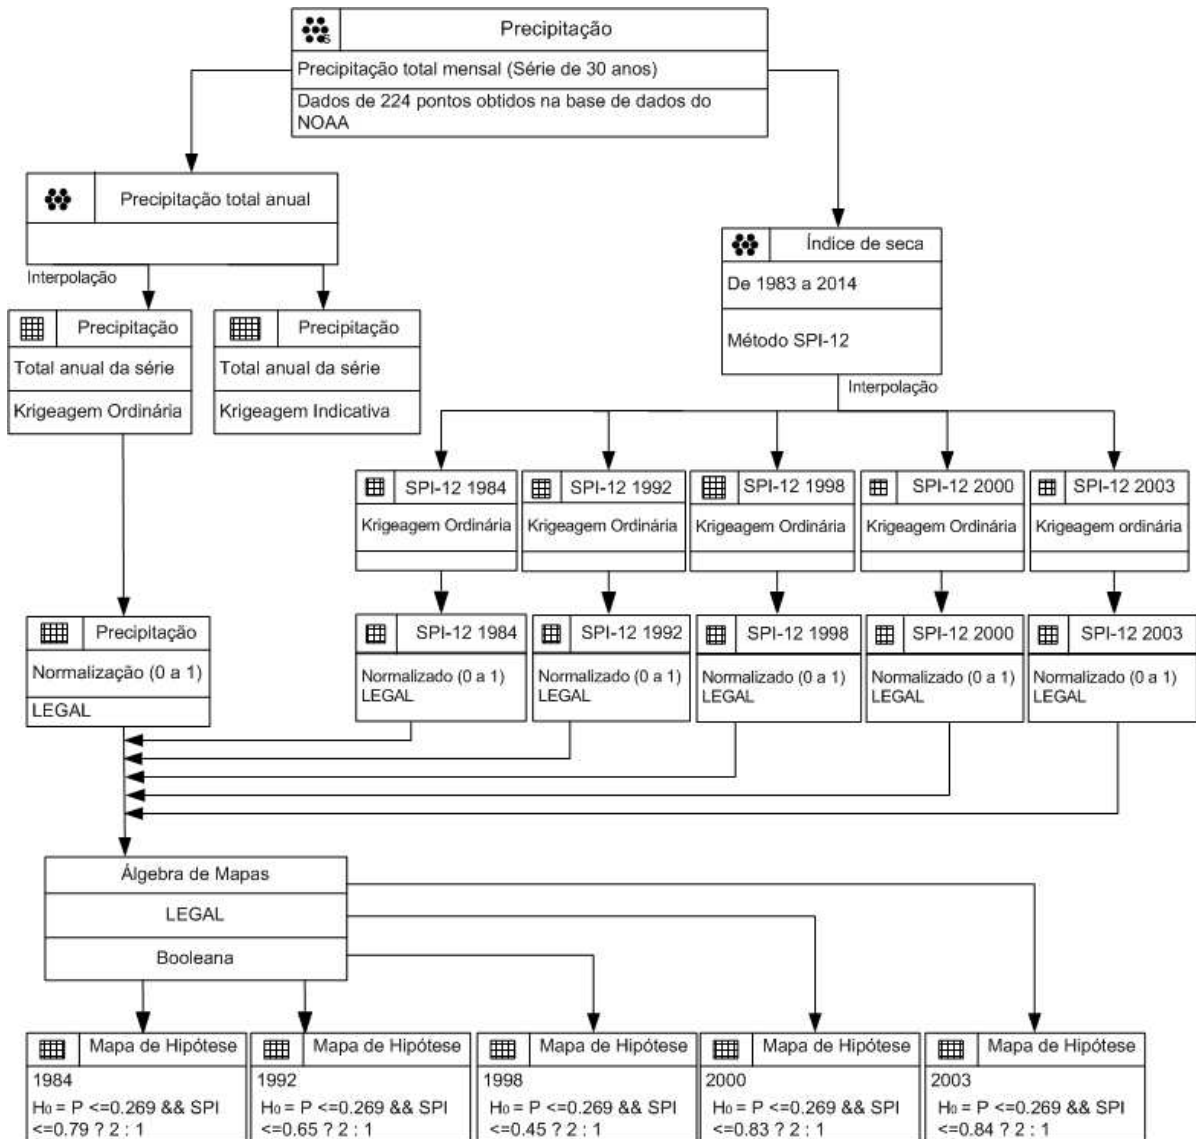 Precipitação
Precipitação total mensal (Série de 30 anos)
Dados de 224 pontos obtidos na base de dados do
NOAA
Precipitação total anual
Interpolação
Precipitação
Total anual da série
Krigeagem Ordinária
Precipitação
Total anual da série
Krigeagem Indicativa
Índice de seca
De 1983 a 2014
Método SPI-12
Interpolação
SPI-12 1984
Krigeagem Ordinária
SPI-12 1992
Krigeagem Ordinária
SPI-12 1998
Krigeagem Ordinária
SPI-12 2000
Krigeagem Ordinária
SPI-12 2003
Krigeagem ordinária
Precipitação
Normalização (0 a 1)
LEGAL
SPI-12 1984
Normalizado (0 a 1)
LEGAL
SPI-12 1992
Normalizado (0 a 1)
LEGAL
SPI-12 1998
Normalizado (0 a 1)
LEGAL
SPI-12 2000
Normalizado (0 a 1)
LEGAL
SPI-12 2003
Normalizado (0 a 1)
LEGAL
Álgebra de Mapas
LEGAL
Booleana
Mapa de Hipótese
1984
H₀ = P <=0.269 && SPI
<=0.79 ? 2 : 1
Mapa de Hipótese
1992
H₀ = P <=0.269 && SPI
<=0.65 ? 2 : 1
Mapa de Hipótese
1998
H₀ = P <=0.269 && SPI
<=0.45 ? 2 : 1
Mapa de Hipótese
2000
H₀ = P <=0.269 && SPI
<=0.83 ? 2 : 1
Mapa de Hipótese
2003
H₀ = P <=0.269 && SPI
<=0.84 ? 2 : 1